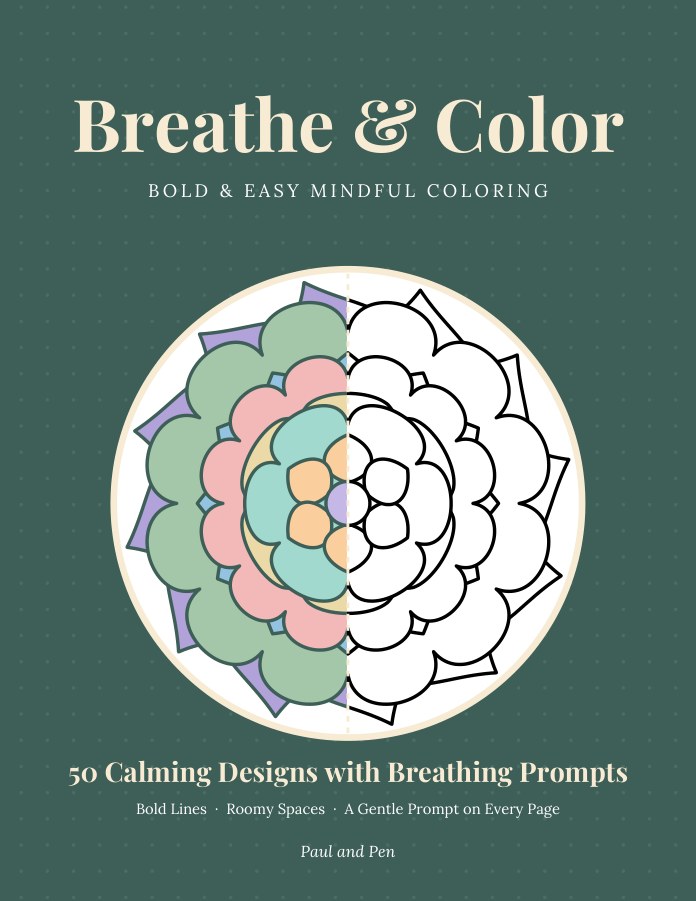 Breathe & Color
BOLD & EASY MINDFUL COLORING
50 Calming Designs with Breathing Prompts
Bold Lines · Roomy Spaces · A Gentle Prompt on Every Page
Paul and Pen